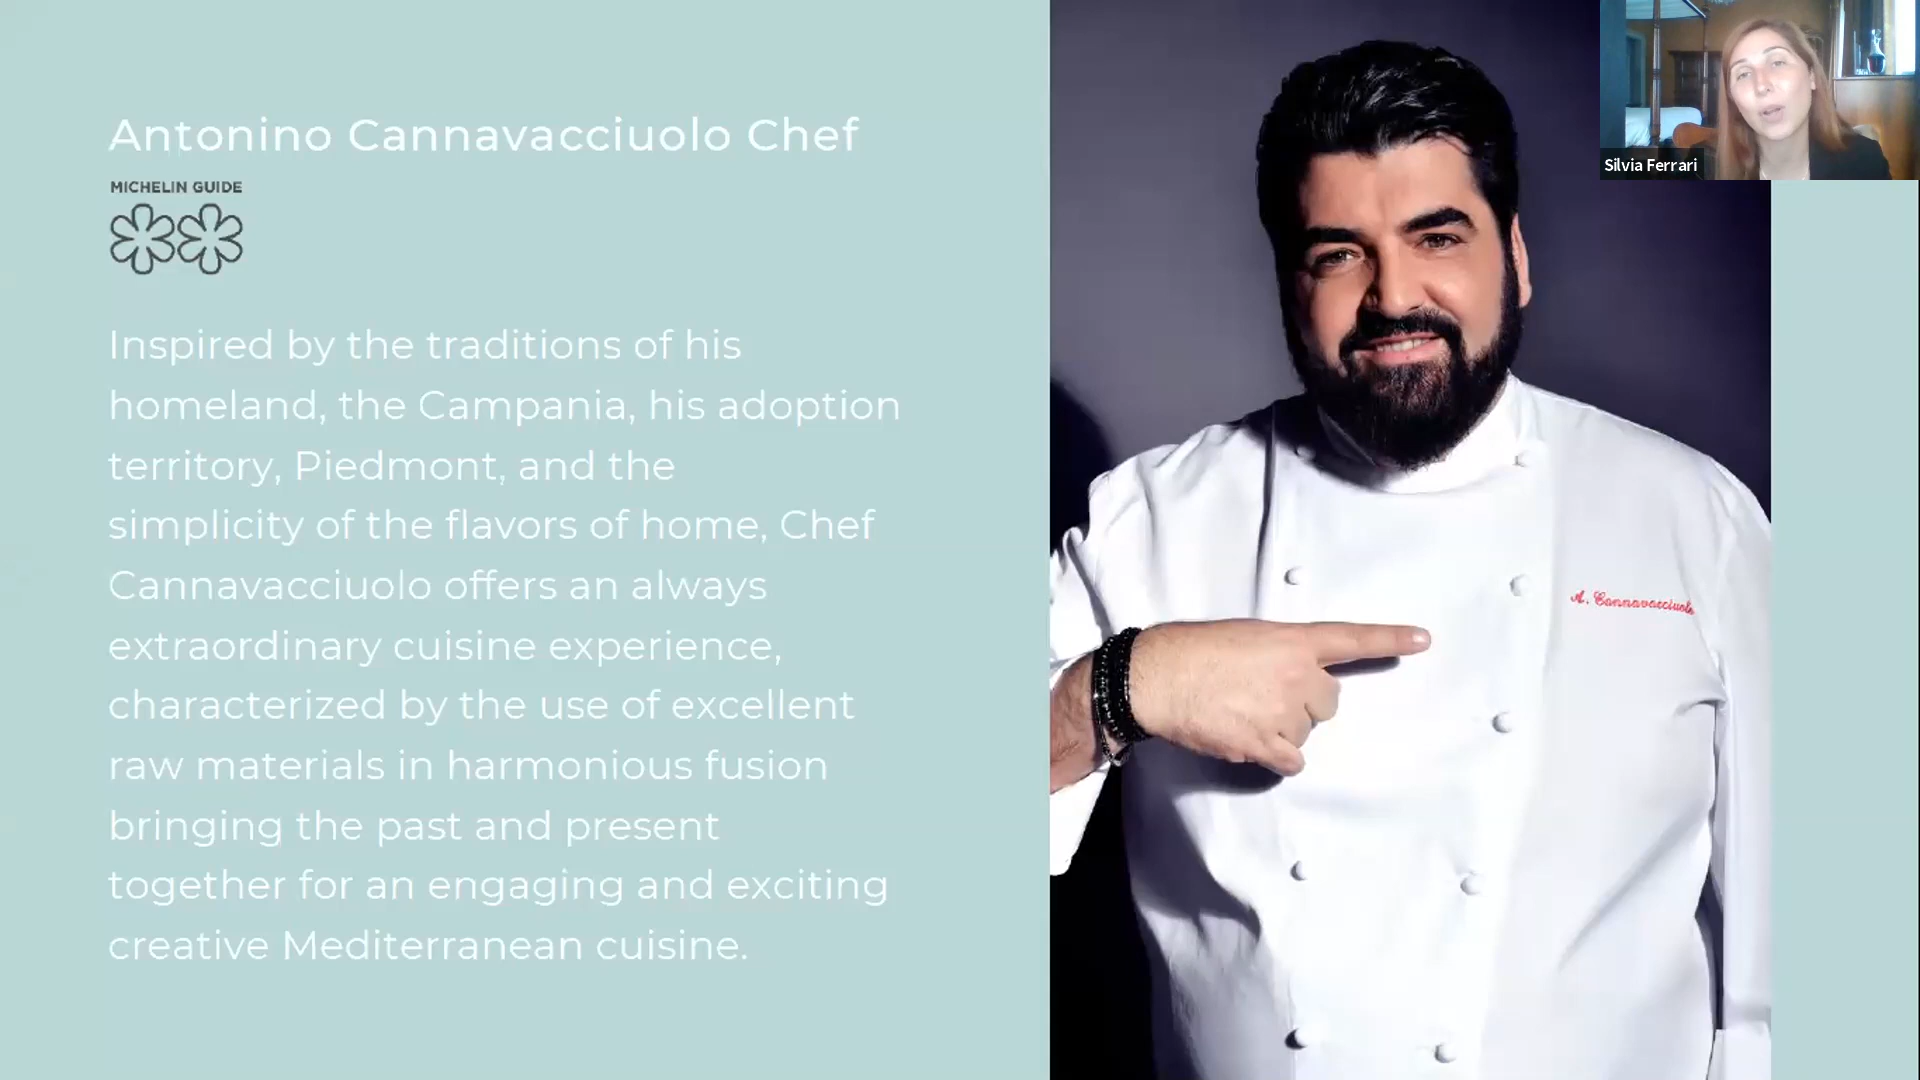 Antonino Cannavacciuolo Chef
MICHELIN GUIDE
Inspired by the traditions of his
homeland, the Campania, his adoption
territory, Piedmont, and the
simplicity of the flavors of home, Chef
Cannavacciuolo offers an always
extraordinary cuisine experience,
characterized by the use of excellent
raw materials in harmonious fusion
bringing the past and present
together for an engaging and exciting
creative Mediterranean cuisine.
Silvia Ferrari
A. Cannavacciuolo